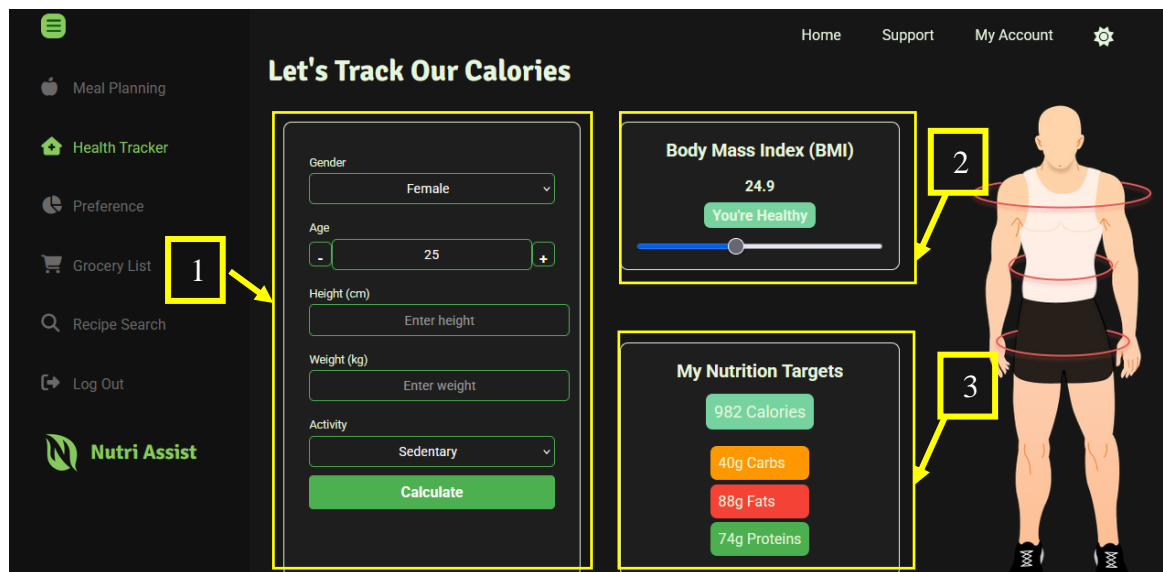 Home Support My Account
Let's Track Our Calories
Meal Planning
Health Tracker
Preference
Grocery List
Recipe Search
Log Out
Nutri Assist
1
Gender
Female
Age
- 25 +
Height (cm)
Enter height
Weight (kg)
Enter weight
Activity
Sedentary
Calculate
Body Mass Index (BMI)
24.9
You're Healthy
2
My Nutrition Targets
982 Calories
40g Carbs
88g Fats
74g Proteins
3